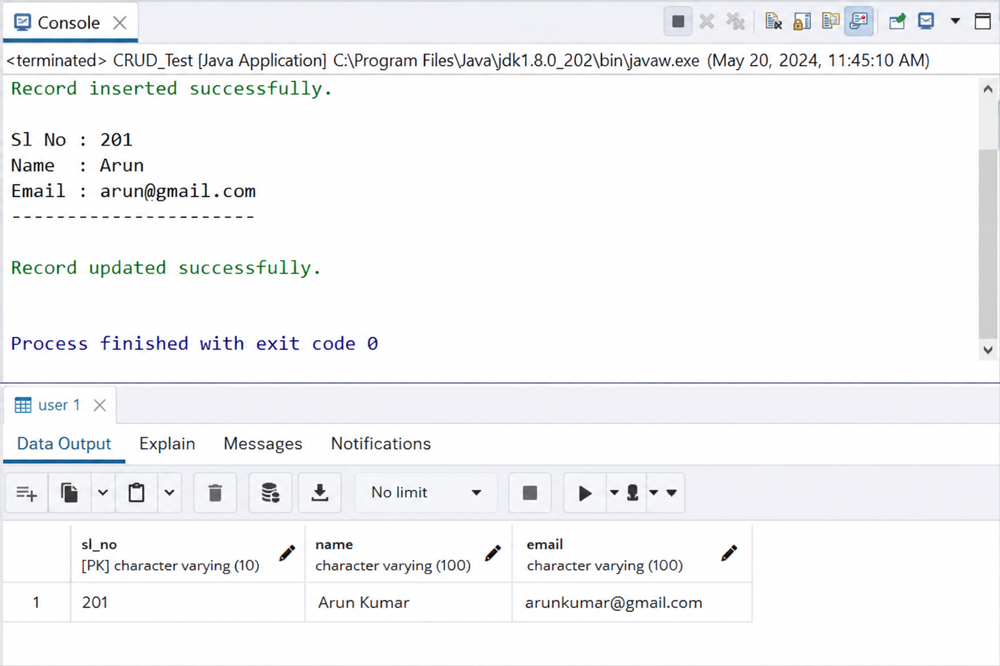 Console
<terminated> CRUD_Test [Java Application] C:\Program Files\Java\jdk1.8.0_202\bin\javaw.exe (May 20, 2024, 11:45:10 AM)
Record inserted successfully.
Sl No : 201
Name  : Arun
Email : arun@gmail.com
----------------------
Record updated successfully.
Process finished with exit code 0
user 1
Data Output Explain Messages Notifications
No limit
sl_no name email
[PK] character varying (10) character varying (100) character varying (100)
1 201 Arun Kumar arunkumar@gmail.com